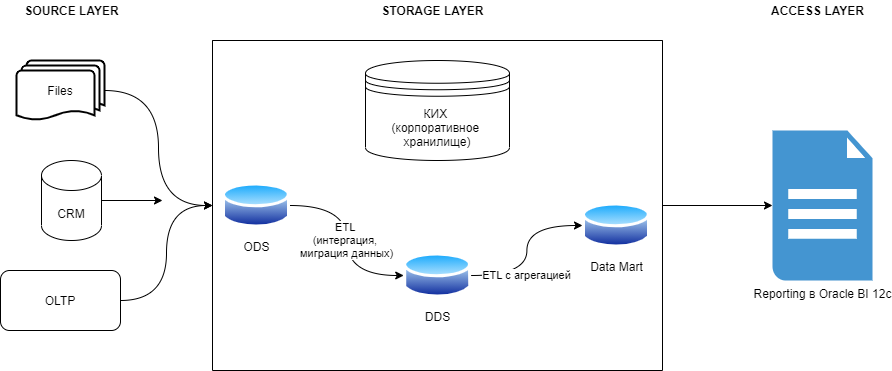 SOURCE LAYER
STORAGE LAYER
ACCESS LAYER
Files
CRM
OLTP
КИХ
(корпоративное
хранилище)
ODS
ETL
(интергация,
миграция данных)
DDS
ETL с агрегацией
Data Mart
Reporting в Oracle BI 12c